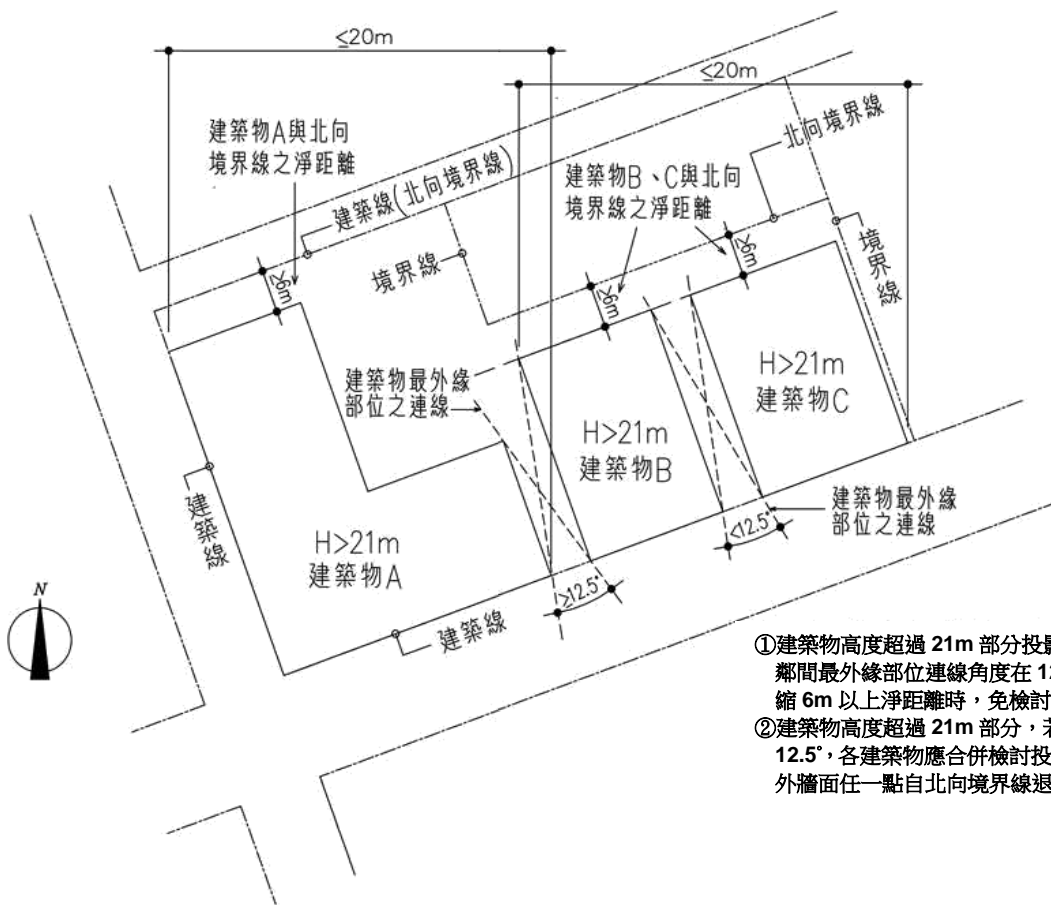 ≤20m
≤20m
建築物A與北向
境界線之淨距離
建築線(北向境界線)
建築物B、C與北向
境界線之淨距離
北向境界線
境界線
境界線
≥6m
≥6m
≥6m
建築物最外緣
部位之連線
H>21m
建築物C
H>21m
建築物B
建築線
H>21m
建築物A
建築物最外緣
部位之連線
<12.5°
≥12.5°
建築線
N
①建築物高度超過 21m 部分投
鄰間最外緣部位連線角度在 1
縮 6m 以上淨距離時，免檢討
②建築物高度超過 21m 部分，
12.5°，各建築物應合併檢討投
外牆面任一點自北向境界線退